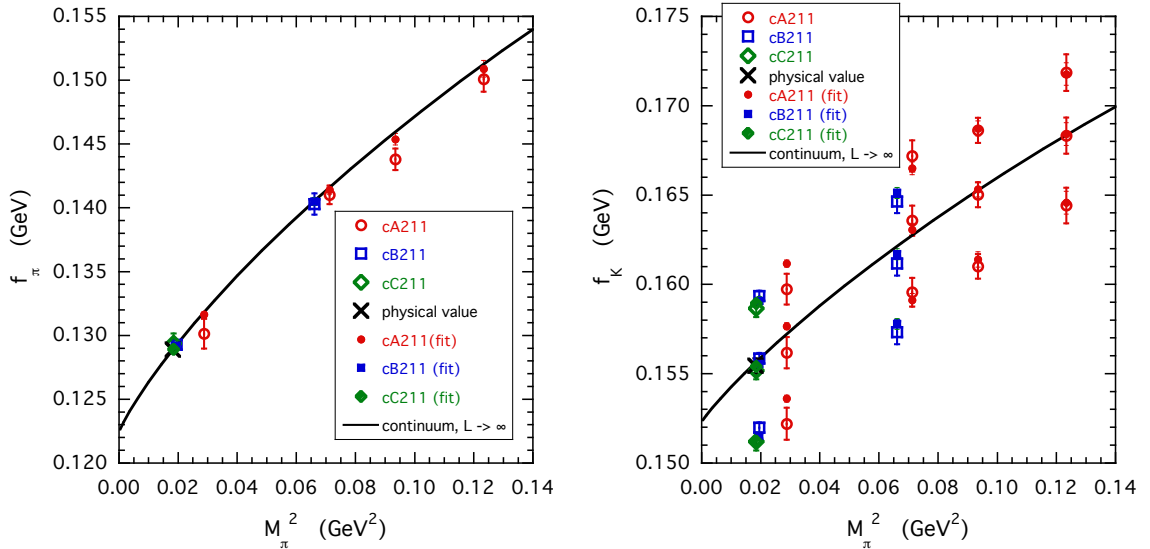 f_π (GeV)
0.155
0.150
0.145
0.140
0.135
0.130
0.125
0.120
cA211
cB211
cC211
physical value
cA211(fit)
cB211 (fit)
cC211 (fit)
continuum, L -> ∞
0.00 0.02 0.04 0.06 0.08 0.10 0.12 0.14
M_π^2 (GeV^2)
f_K (GeV)
0.175
0.170
0.165
0.160
0.155
0.150
cA211
cB211
cC211
physical value
cA211 (fit)
cB211 (fit)
cC211 (fit)
continuum, L -> ∞
0.00 0.02 0.04 0.06 0.08 0.10 0.12 0.14
M_π^2 (GeV^2)